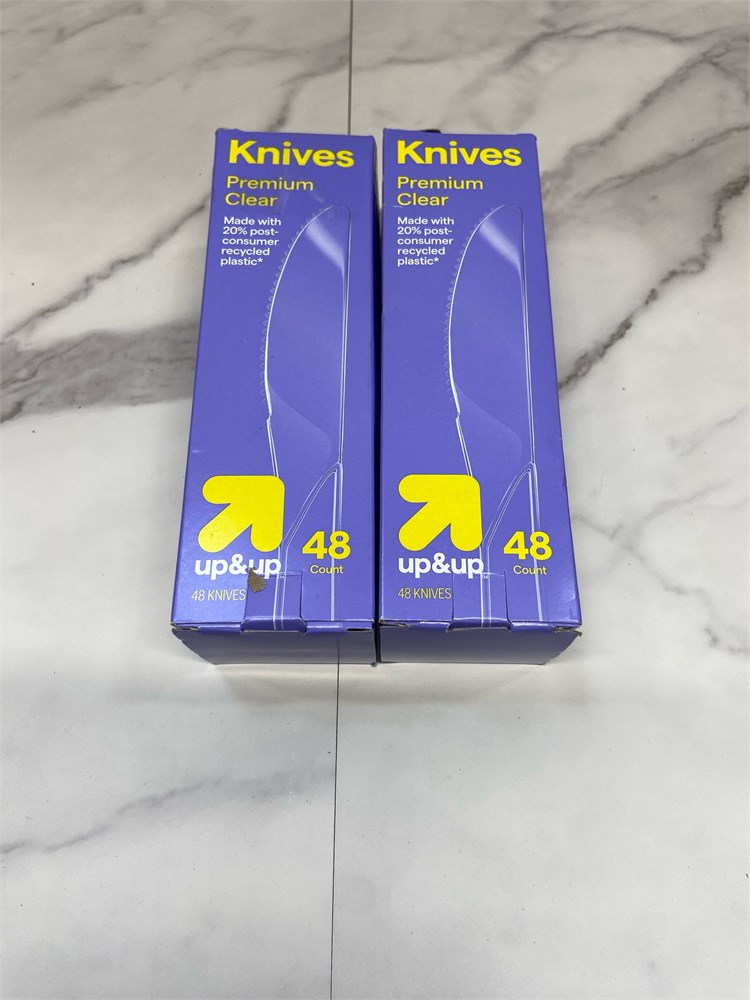 Knives
Premium
Clear
Made with
20% post-
consumer
recycled
plastic*
up&up
48
Count
48 KNIVES
Knives
Premium
Clear
Made with
20% post-
consumer
recycled
plastic*
up&up
48
Count
48 KNIVES